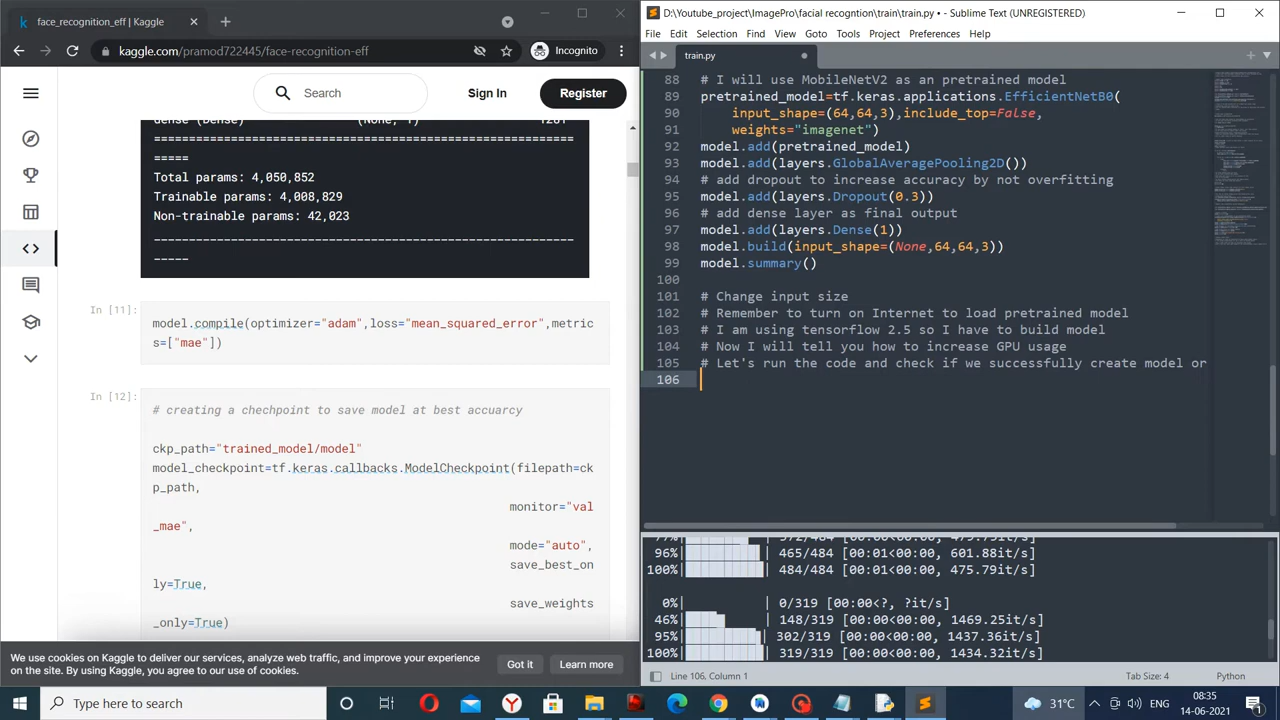 face_recognition_eff | Kaggle
kaggle.com/pramod722445/face-recognition-eff
Incognito
Search
Sign In
Register
dense (Dense) (None, 1) 1281
=================================================================
Total params: 4,050,852
Trainable params: 4,008,829
Non-trainable params: 42,023
_________________________________________________________________
In [11]:
model.compile(optimizer="adam",loss="mean_squared_error",metric
s=["mae"])
In [12]:
# creating a chechpoint to save model at best accuarcy
ckp_path="trained_model/model"
model_checkpoint=tf.keras.callbacks.ModelCheckpoint(filepath=ck
p_path,
monitor="val
_mae",
mode="auto",
save_best_on
ly=True,
save_weights
_only=True)
We use cookies on Kaggle to deliver our services, analyze web traffic, and improve your
experience on the site. By using Kaggle, you agree to our use of cookies.
Got it
Learn more
D:\Youtube_project\ImagePro\facial recogntion\train\train.py • - Sublime Text (UNREGISTERED)
File Edit Selection Find View Goto Tools Project Preferences Help
train.py
88 # I will use MobileNetV2 as an pretrained model
89 pretrained_model=tf.keras.applications.EfficientNetB0(
90 input_shape=(64,64,3),include_top=False,
91 weights="imagenet")
92 model.add(pretrained_model)
93 model.add(layers.GlobalAveragePooling2D())
94 # add dropout to increase accuracy by not overfitting
95 model.add(layers.Dropout(0.3))
96 # add dense layer as final output
97 model.add(layers.Dense(1))
98 model.build(input_shape=(None,64,64,3))
99 model.summary()
100
101 # Change input size
102 # Remember to turn on Internet to load pretrained model
103 # I am using tensorflow 2.5 so I have to build model
104 # Now I will tell you how to increase GPU usage
105 # Let's run the code and check if we successfully create model or
106
77%| | 372/484 [00:00<00:00, 479.73it/s]
96%| | 465/484 [00:01<00:00, 601.88it/s]
100%| | 484/484 [00:01<00:00, 475.79it/s]
0%| | 0/319 [00:00<?, ?it/s]
46%| | 148/319 [00:00<00:00, 1469.25it/s]
95%| | 302/319 [00:00<00:00, 1437.36it/s]
100%| | 319/319 [00:00<00:00, 1434.32it/s]
Line 106, Column 1
Tab Size: 4
Python
Type here to search
31°C
ENG
08:35
14-06-2021